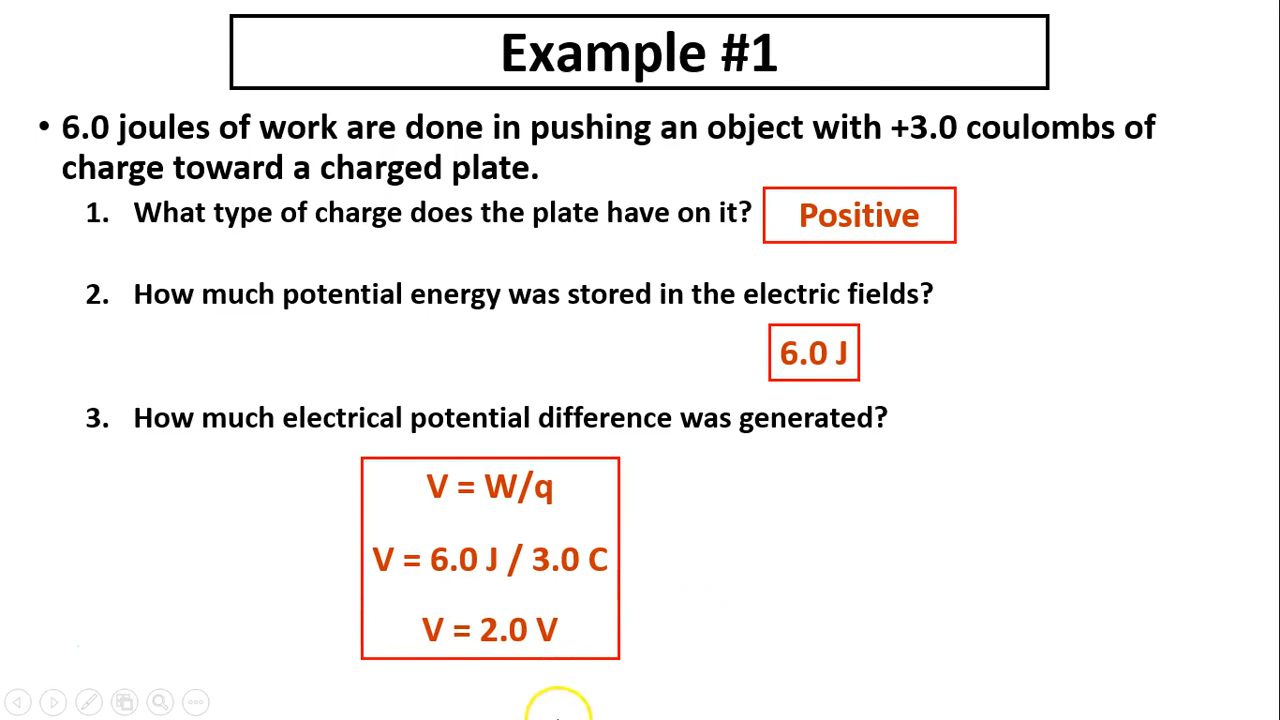 Example #1
• 6.0 joules of work are done in pushing an object with +3.0 coulombs of
charge toward a charged plate.
1. What type of charge does the plate have on it?
Positive
2. How much potential energy was stored in the electric fields?
6.0 J
3. How much electrical potential difference was generated?
V = W/q
V = 6.0 J / 3.0 C
V = 2.0 V